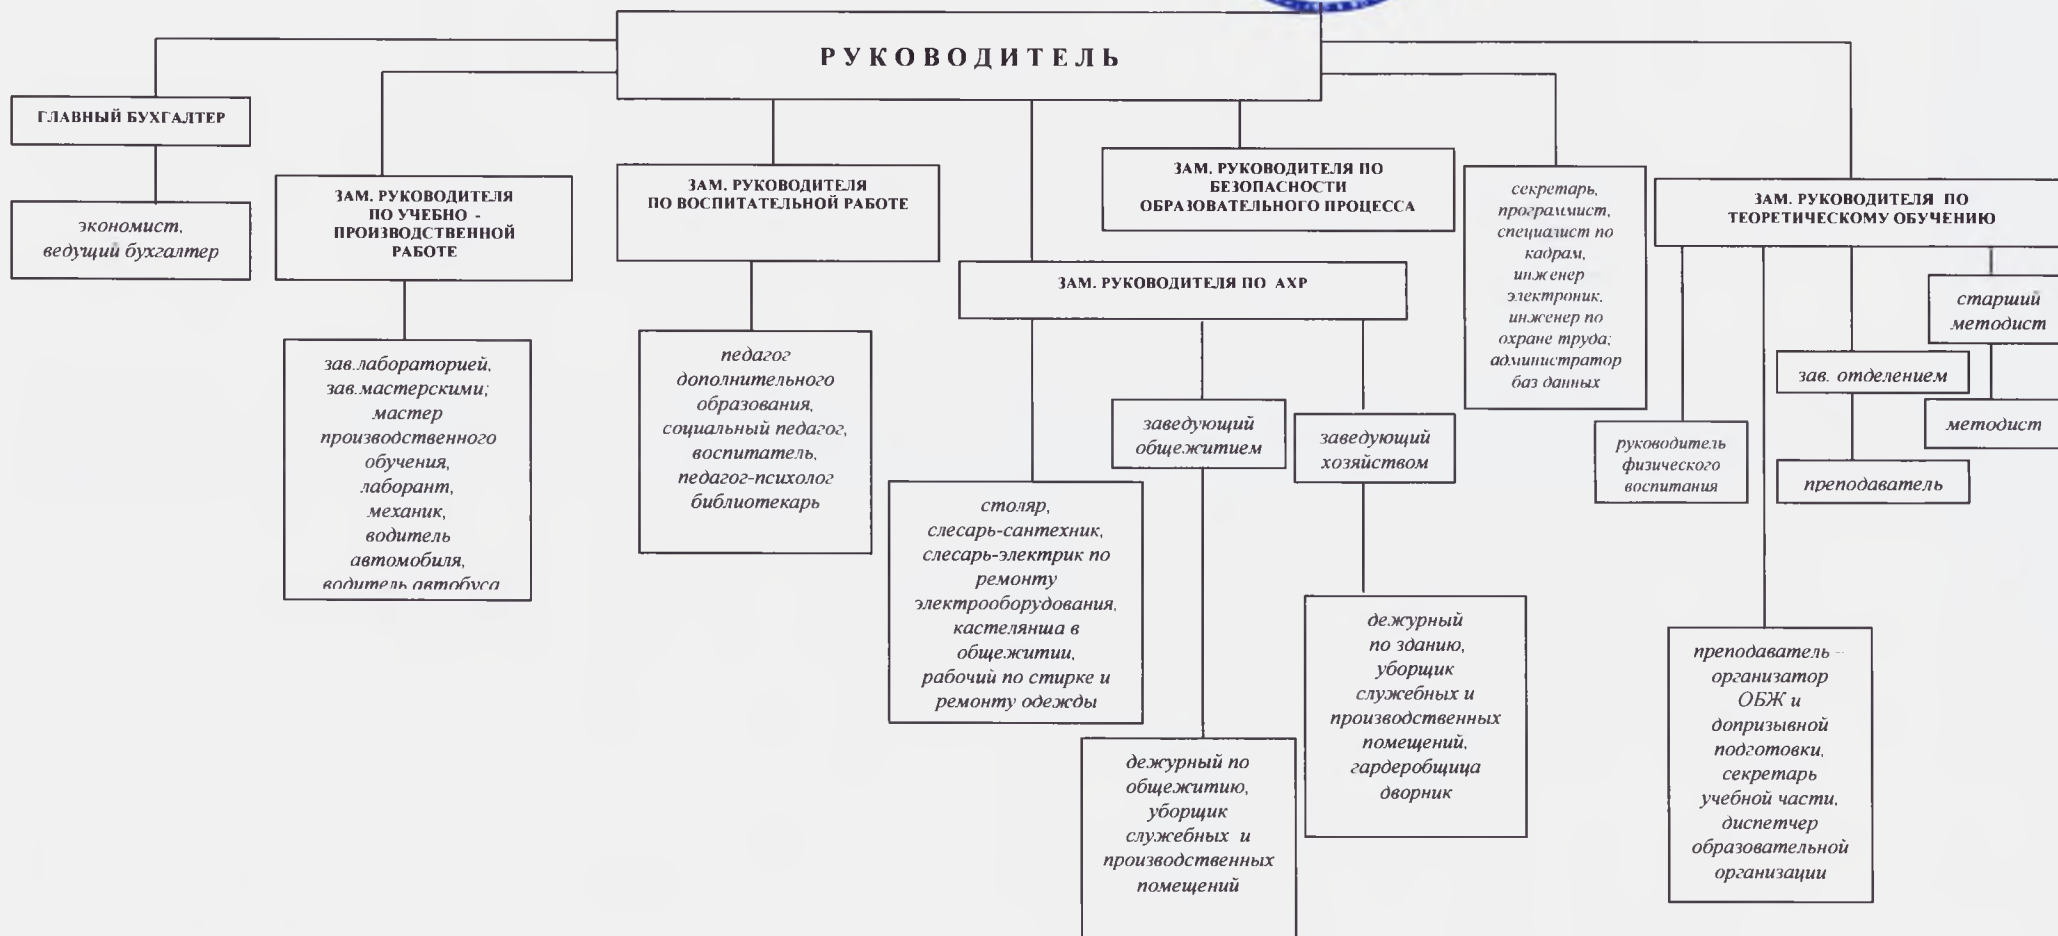 РУКОВОДИТЕЛЬ
ГЛАВНЫЙ БУХГАЛТЕР
экономист,
ведущий бухгалтер
ЗАМ. РУКОВОДИТЕЛЯ
ПО УЧЕБНО -
ПРОИЗВОДСТВЕННОЙ
РАБОТЕ
зав.лабораторией,
зав.мастерскими;
мастер
производственного
обучения,
лаборант,
механик,
водитель
автомобиля,
водитель автобуса
ЗАМ. РУКОВОДИТЕЛЯ
ПО ВОСПИТАТЕЛЬНОЙ РАБОТЕ
педагог
дополнительного
образования,
социальный педагог,
воспитатель,
педагог-психолог
библиотекарь
ЗАМ. РУКОВОДИТЕЛЯ ПО АХР
столяр,
слесарь-сантехник,
слесарь-электрик по
ремонту
электрооборудования,
кастелянша в
общежитии,
рабочий по стирке и
ремонту одежды
заведующий
общежитием
дежурный по
общежитию,
уборщик
служебных и
производственных
помещений
заведующий
хозяйством
дежурный
по зданию,
уборщик
служебных и
производственных
помещений,
гардеробщица
дворник
ЗАМ. РУКОВОДИТЕЛЯ ПО
БЕЗОПАСНОСТИ
ОБРАЗОВАТЕЛЬНОГО ПРОЦЕССА
секретарь,
программист,
специалист по
кадрам,
инженер
электроник,
инженер по
охране труда;
администратор
баз данных
ЗАМ. РУКОВОДИТЕЛЯ ПО
ТЕОРЕТИЧЕСКОМУ ОБУЧЕНИЮ
руководитель
физического
воспитания
преподаватель –
организатор
ОБЖ и
допризывной
подготовки,
секретарь
учебной части,
диспетчер
образовательной
организации
зав. отделением
преподаватель
старший
методист
методист